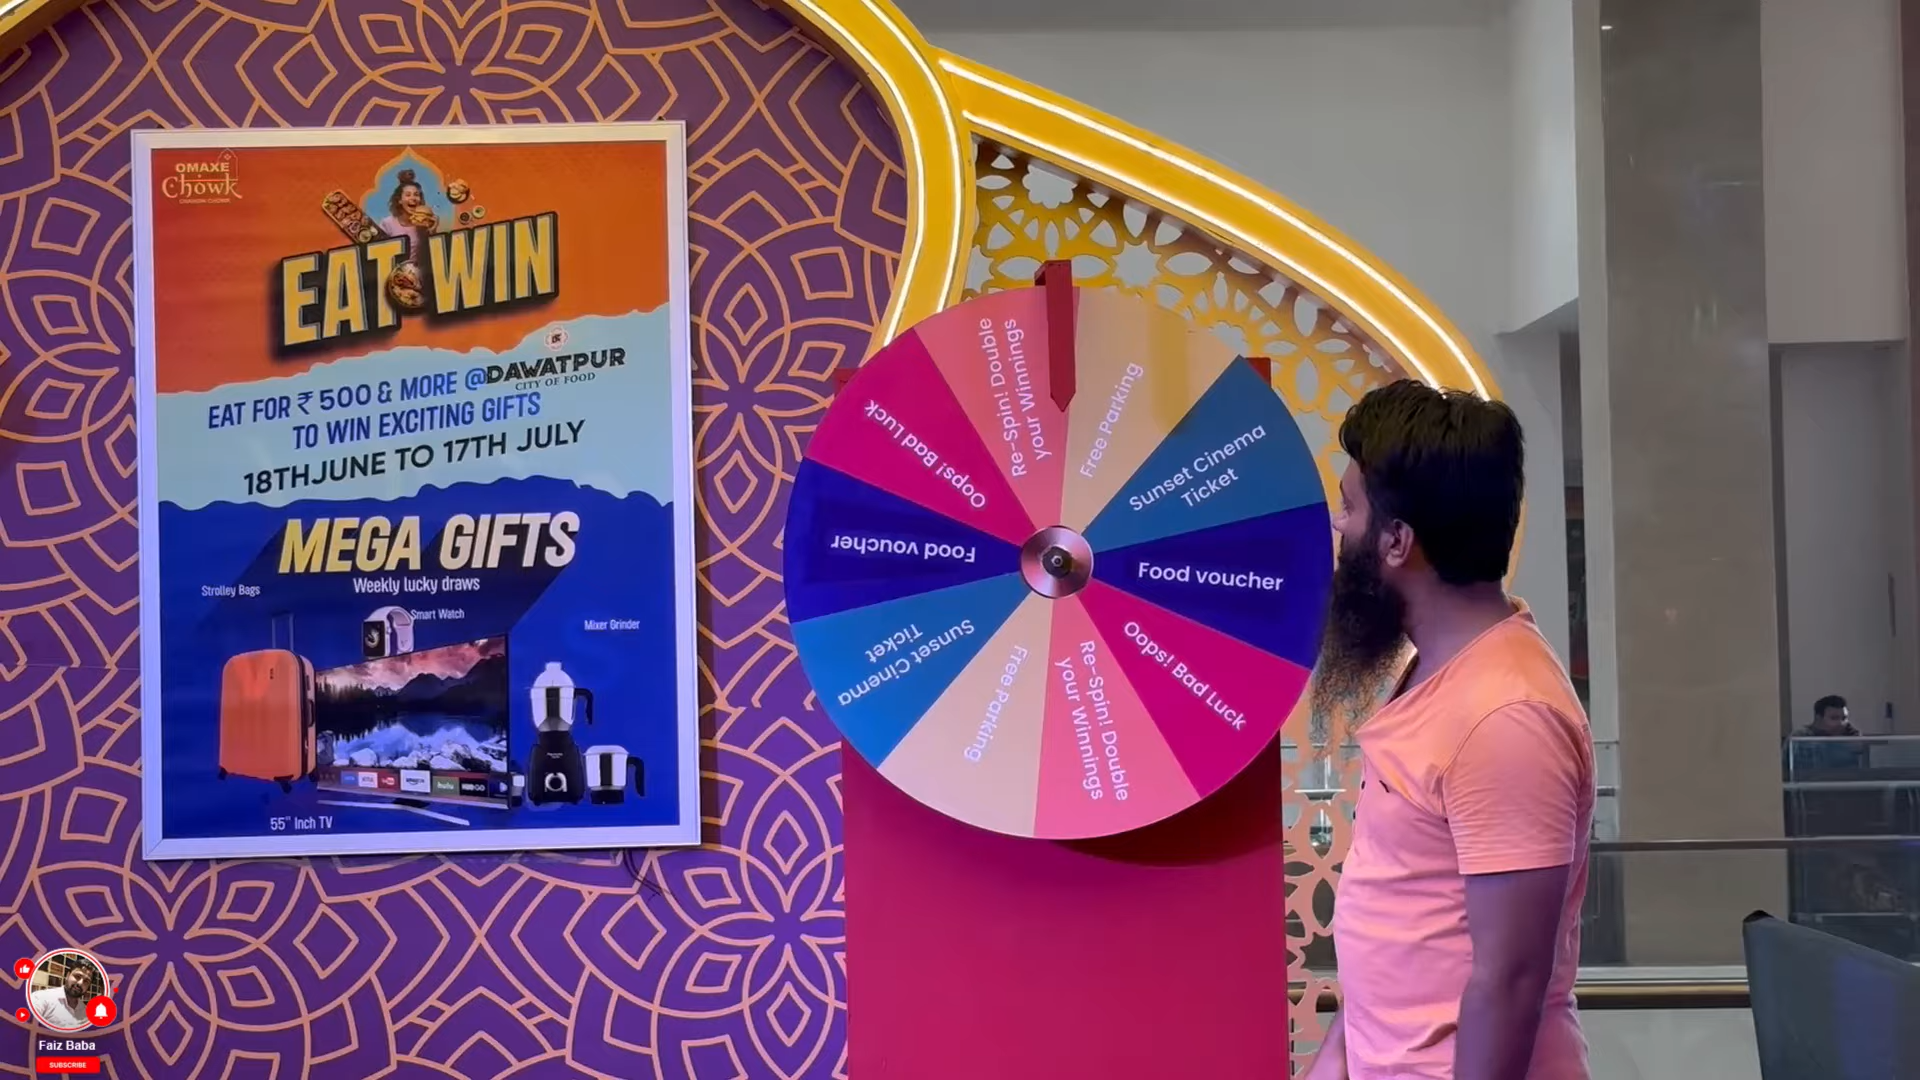 OMAXE
Chowk
CHANDNI CHOWK
EAT WIN
EAT FOR ₹ 500 & MORE @DAWATPUR
CITY OF FOOD
TO WIN EXCITING GIFTS
18THJUNE TO 17TH JULY
MEGA GIFTS
Weekly lucky draws
Strolley Bags
Smart Watch
Mixer Grinder
55" Inch TV
Re-Spin! Double
your Winnings
Free Parking
Sunset Cinema
Ticket
Food voucher
Oops! Bad Luck
Re-Spin! Double
your Winnings
Free Parking
Sunset Cinema
Ticket
Food voucher
Oops! Bad Luck
Faiz Baba
SUBSCRIBE